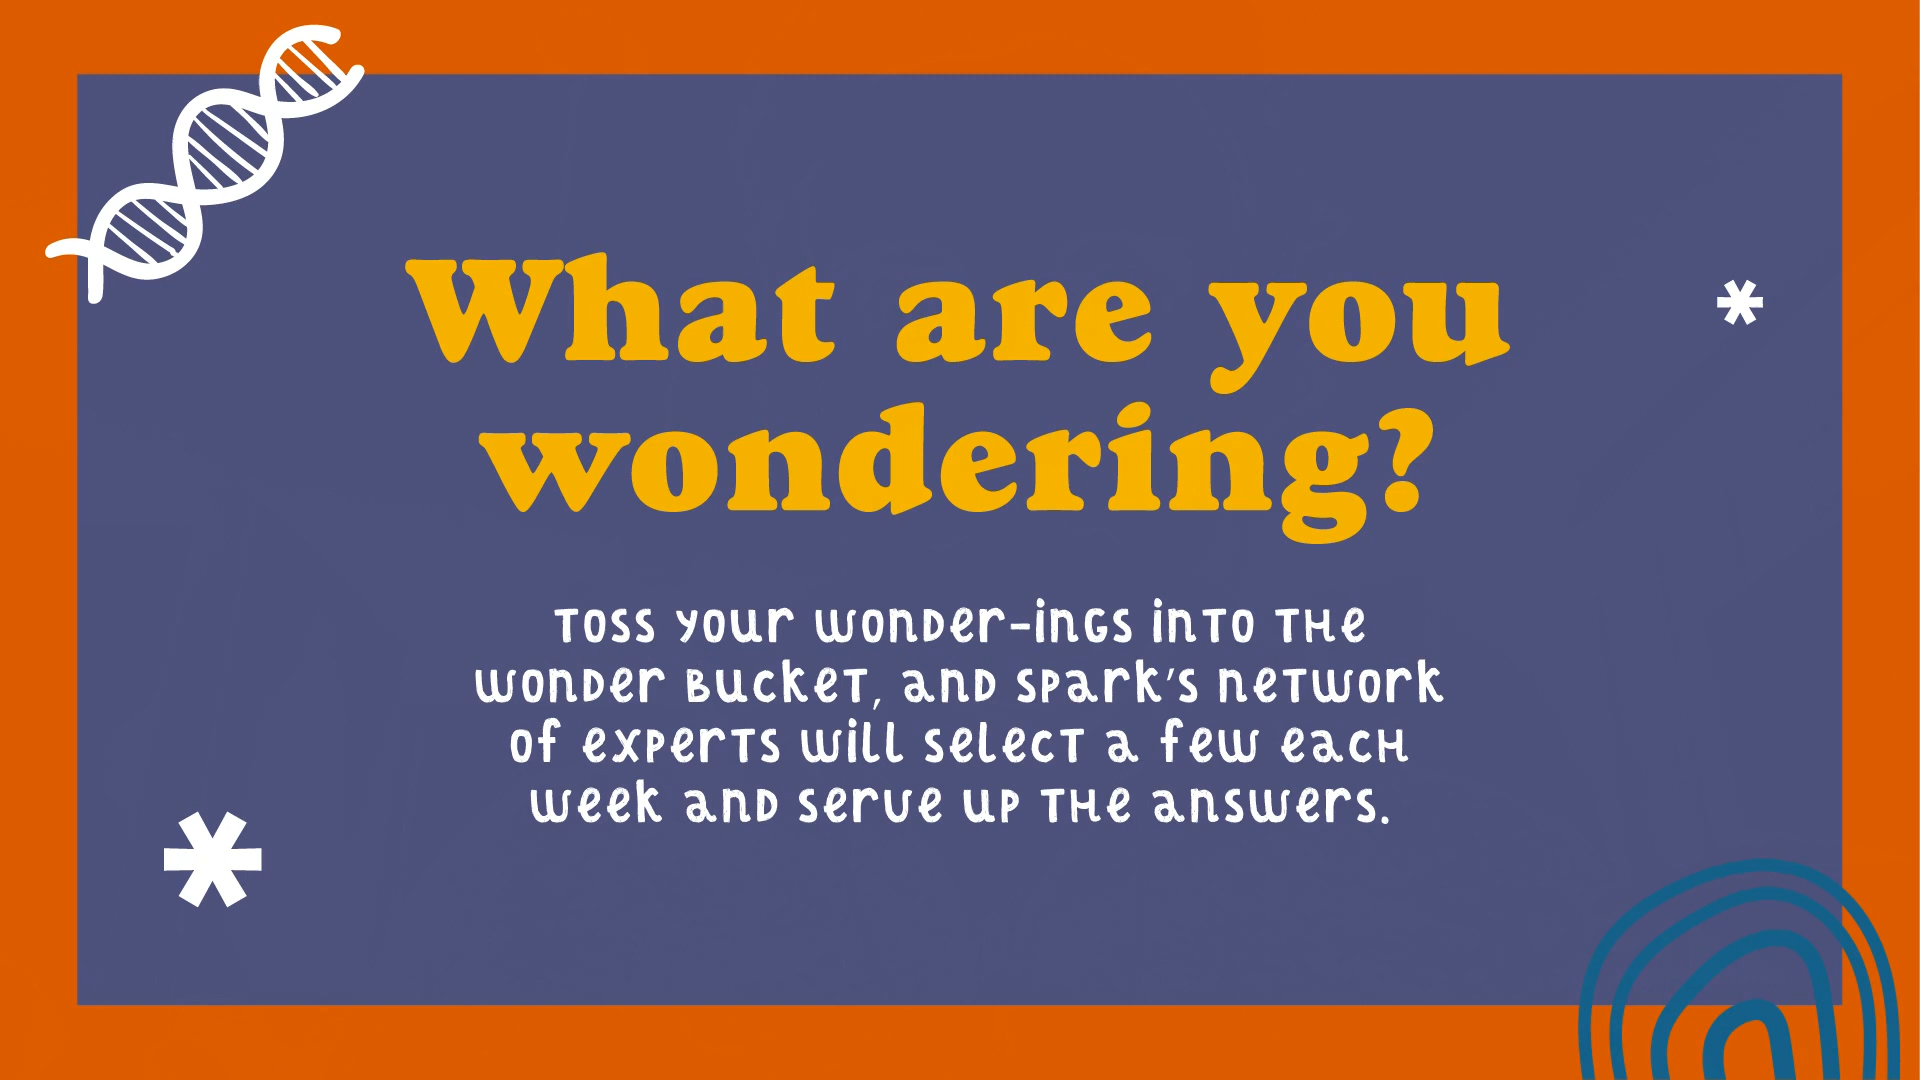 What are you
wondering?
Toss your wonder-ings into the
wonder bucket, and Spark's network
of experts will select a few each
week and serve up the answers.